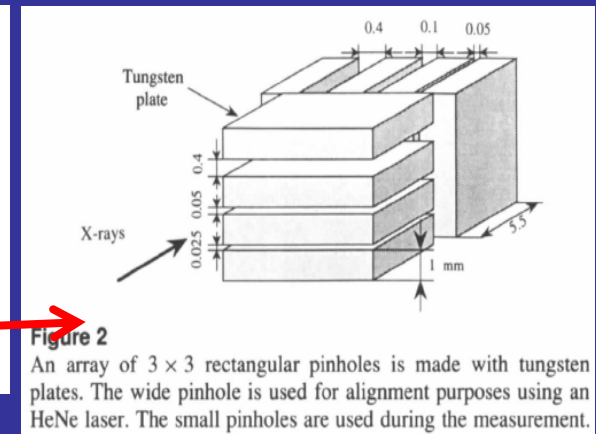 0.4 0.1 0.05
Tungsten
plate
0.4
0.05
X-rays
0.025
5.5
1 mm
Figure 2
An array of 3 × 3 rectangular pinholes is made with tungsten
plates. The wide pinhole is used for alignment purposes using an
HeNe laser. The small pinholes are used during the measurement.